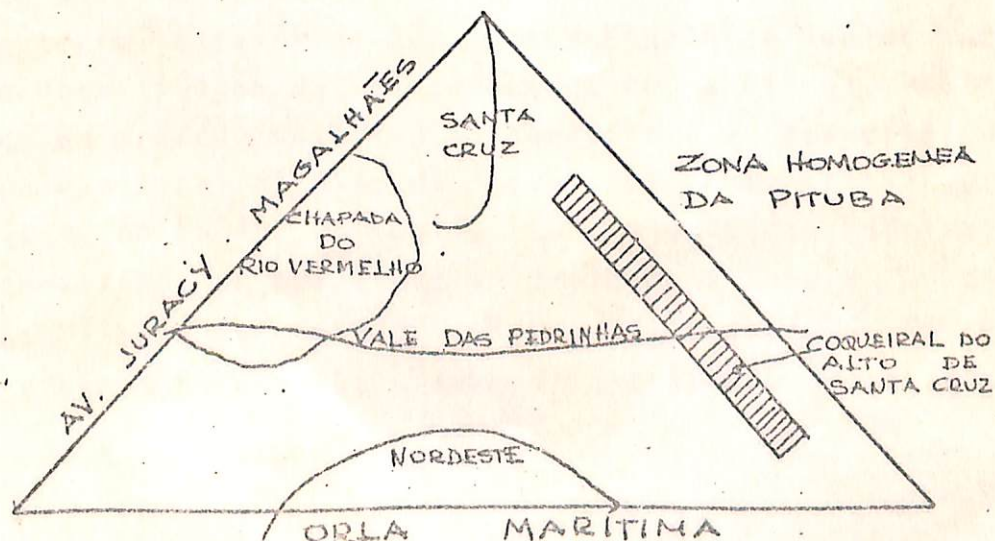 SANTA
CRUZ
ZONA HOMOGENEA
DA PITUBA
AV. JURACY MAGALHÃES
CHAPADA
DO
RIO VERMELHO
VALE DAS PEDRINHAS
COQUEIRAL DO
ALTO DE
SANTA CRUZ
NORDESTE
ORLA MARÍTIMA